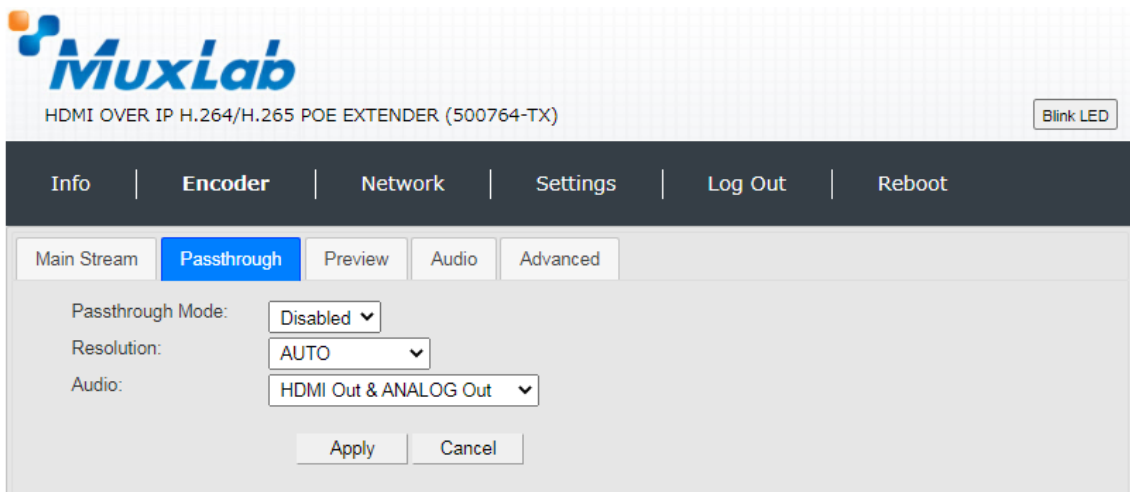 MuxLab
HDMI OVER IP H.264/H.265 POE EXTENDER (500764-TX)
Blink LED
Info | Encoder | Network | Settings | Log Out | Reboot
Main Stream Passthrough Preview Audio Advanced
Passthrough Mode: Disabled
Resolution: AUTO
Audio: HDMI Out & ANALOG Out
Apply Cancel